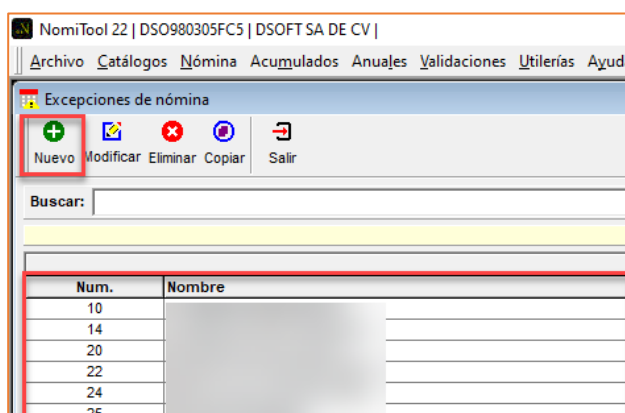 NomiTool 22 | DSO980305FC5 | DSOFT SA DE CV |
Archivo Catálogos Nómina Acumulados Anuales Validaciones Utilerías Ayud
Excepciones de nómina
Nuevo Modificar Eliminar Copiar Salir
Buscar:
Num. Nombre
10
14
20
22
24